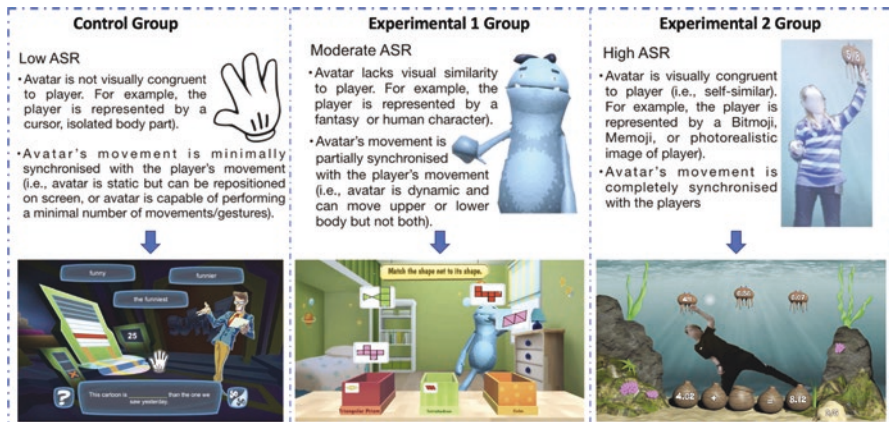 Control Group
Low ASR
•Avatar is not visually congruent
to player. For example, the
player is represented by a
cursor, isolated body part).
•Avatar's movement is minimally
synchronised with the player's movement
(i.e., avatar is static but can be repositioned
on screen, or avatar is capable of performing
a minimal number of movements/gestures).
funny
funnier
the funniest
25
?
This cartoon is ________ than the one we
saw yesterday.
Experimental 1 Group
Moderate ASR
•Avatar lacks visual similarity
to player. For example, the
player is represented by a
fantasy or human character).
•Avatar's movement is
partially synchronised
with the player's movement
(i.e., avatar is dynamic and
can move upper or lower
body but not both).
Match the shape net to its shape.
Triangular Prism
Cube
Experimental 2 Group
High ASR
•Avatar is visually congruent
to player (i.e., self-similar).
For example, the player is
represented by a Bitmoji,
Memoji, or photorealistic
image of player).
•Avatar's movement is
completely synchronised
with the players
4.02
+
8.12